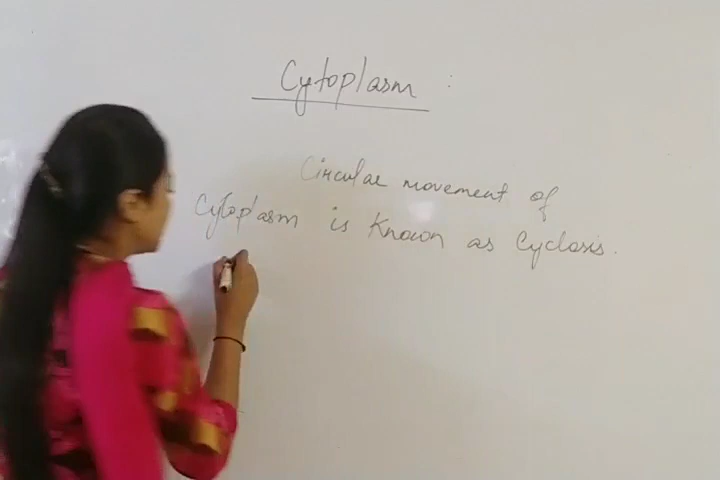 Cytoplasm :
Circular movement of
Cytoplasm is Known as Cyclosis.